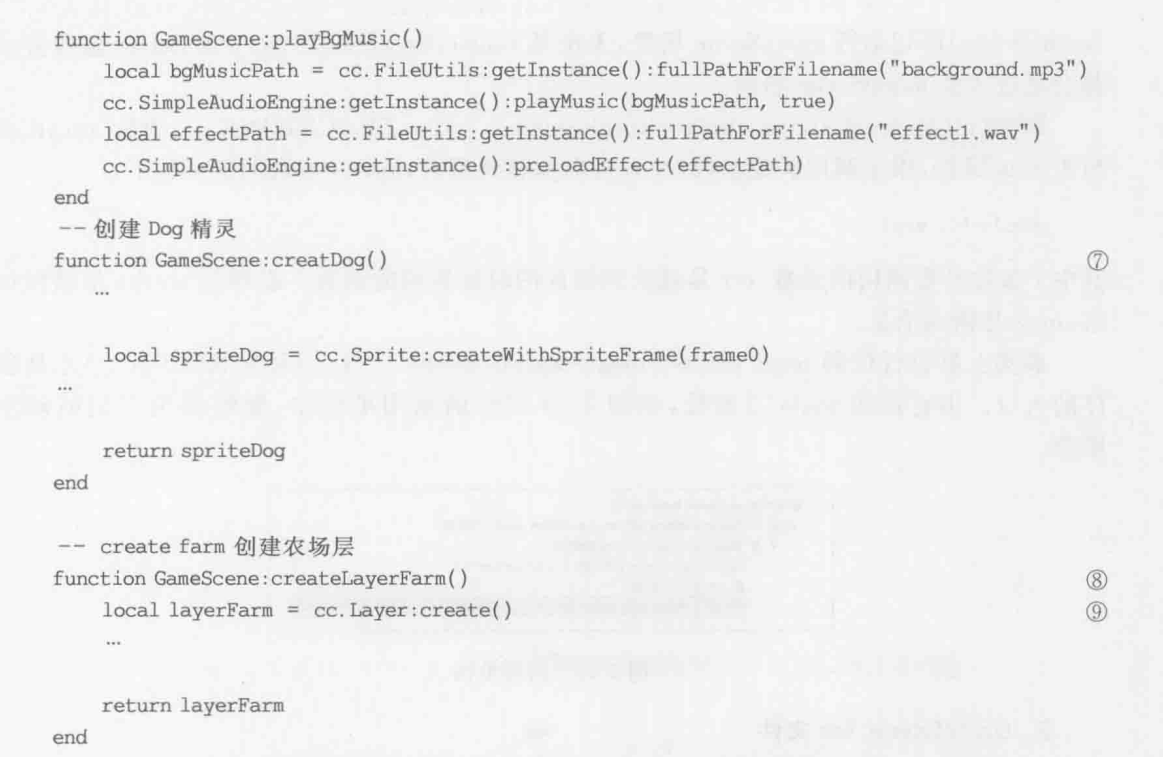 function GameScene:playBgMusic()
    local bgMusicPath = cc.FileUtils:getInstance():fullPathForFilename("background.mp3")
    cc.SimpleAudioEngine:getInstance():playMusic(bgMusicPath, true)
    local effectPath = cc.FileUtils:getInstance():fullPathForFilename("effect1.wav")
    cc.SimpleAudioEngine:getInstance():preloadEffect(effectPath)
end
-- 创建 Dog 精灵
function GameScene:creatDog() ⑦
    …
    local spriteDog = cc.Sprite:createWithSpriteFrame(frame0)
…
    return spriteDog
end
-- create farm 创建农场层
function GameScene:createLayerFarm() ⑧
    local layerFarm = cc.Layer:create() ⑨
    …
    return layerFarm
end